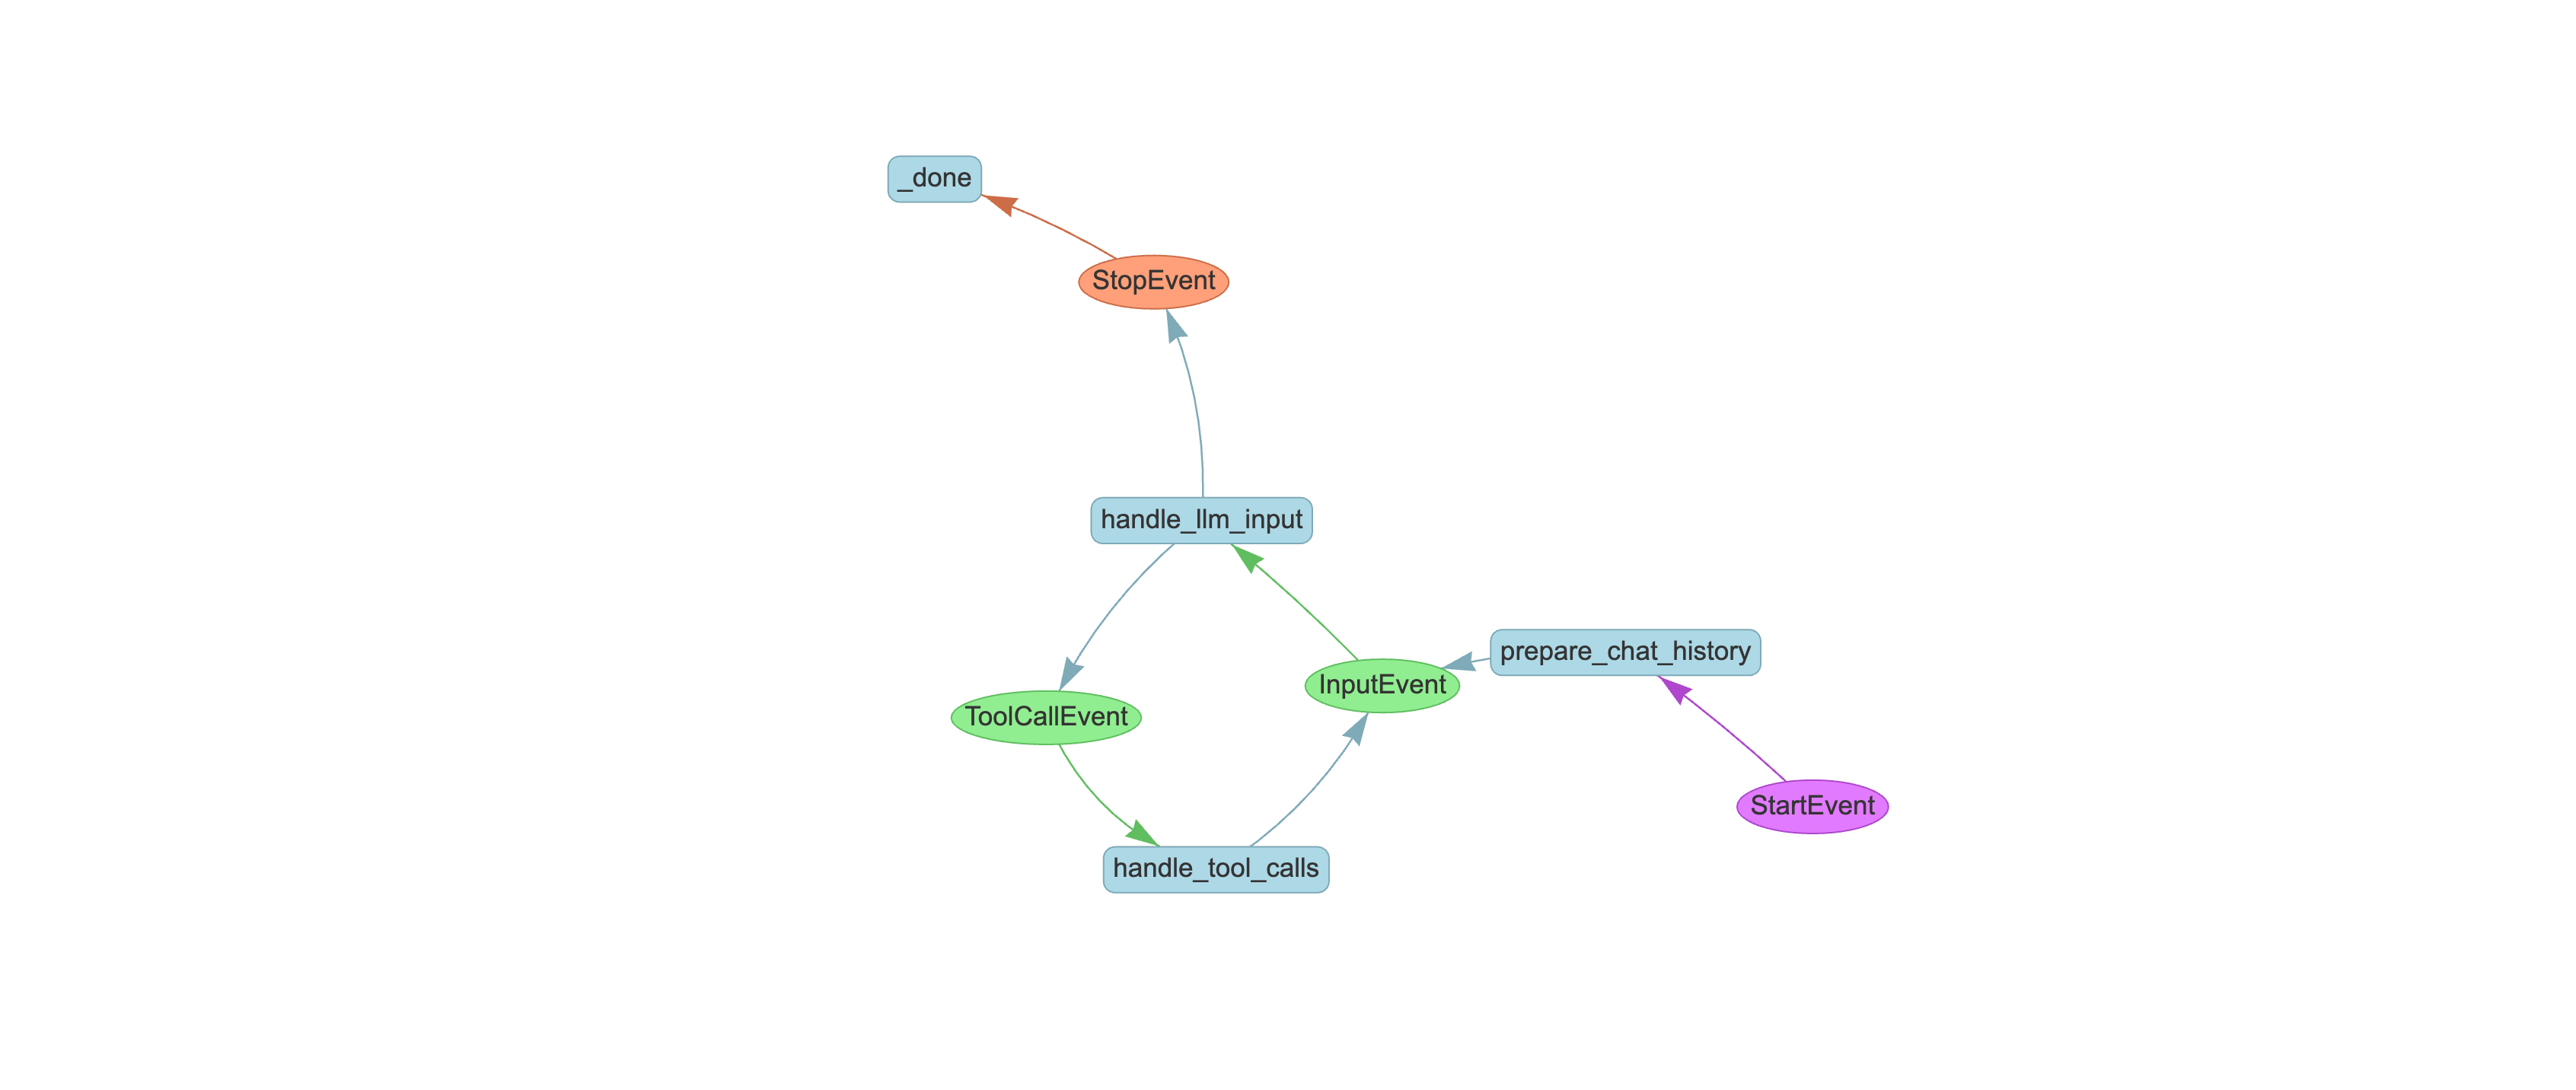 _done
StopEvent
handle_llm_input
prepare_chat_history
InputEvent
ToolCallEvent
StartEvent
handle_tool_calls